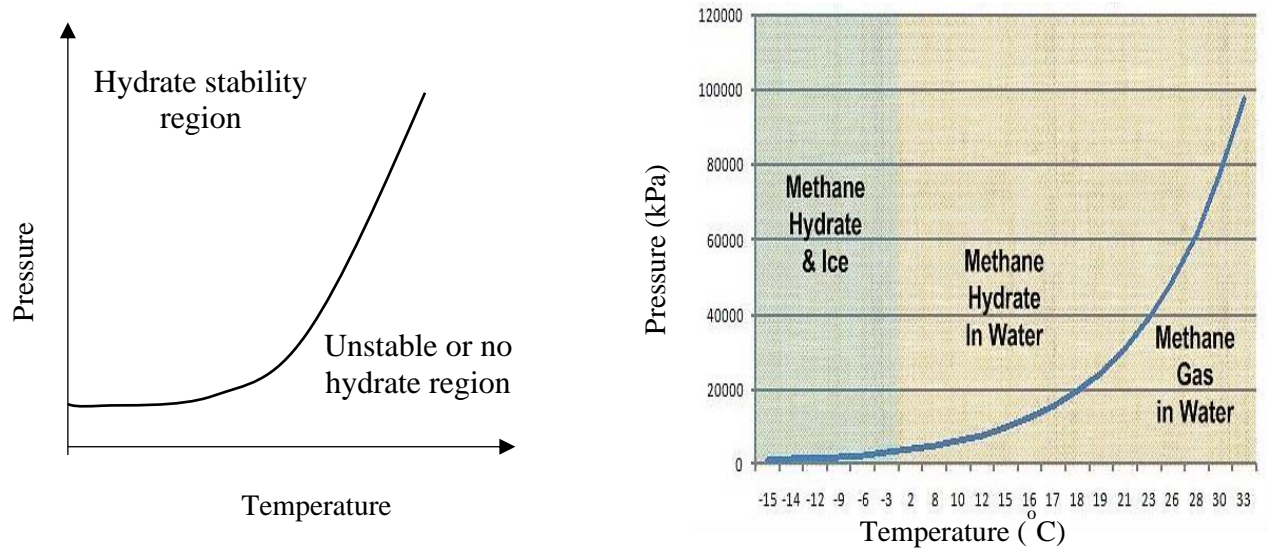 Hydrate stability
region
Unstable or no
hydrate region
Pressure
Temperature
120000
100000
80000
60000
40000
20000
0
Pressure (kPa)
Methane
Hydrate
& Ice
Methane
Hydrate
In Water
Methane
Gas
in Water
-15 -14 -12 -9 -6 -3 2 8 10 12 15 16 17 18 19 21 23 26 28 30 33
Temperature (°C)